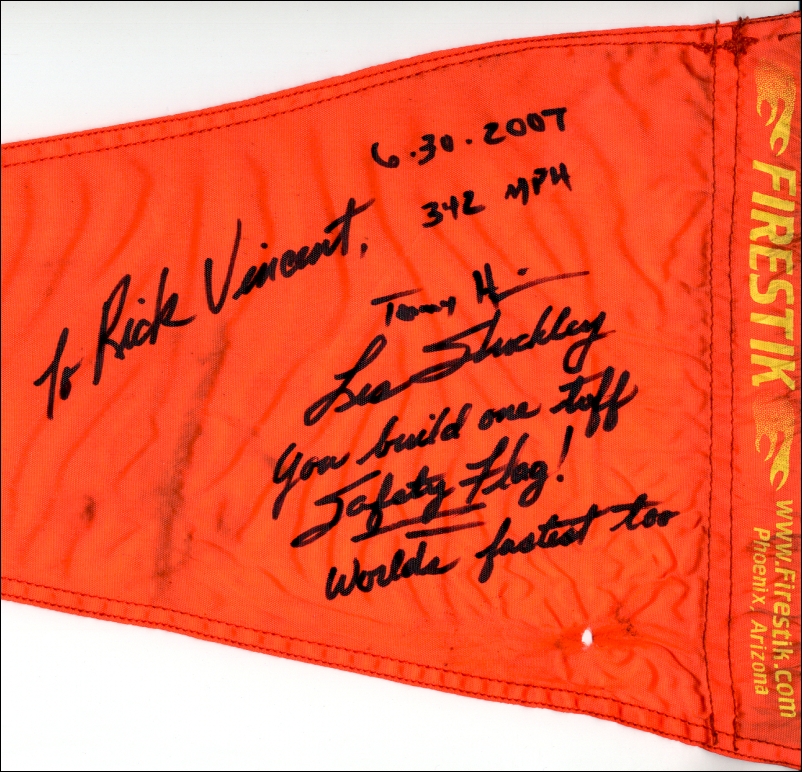 6.30.2007
342 MPH
To Rick Vincent,
Les Shockley
You build one tuff
Safety Flag!
Worlds fastest too
FIRESTIK
www.Firestik.com
Phoenix, Arizona